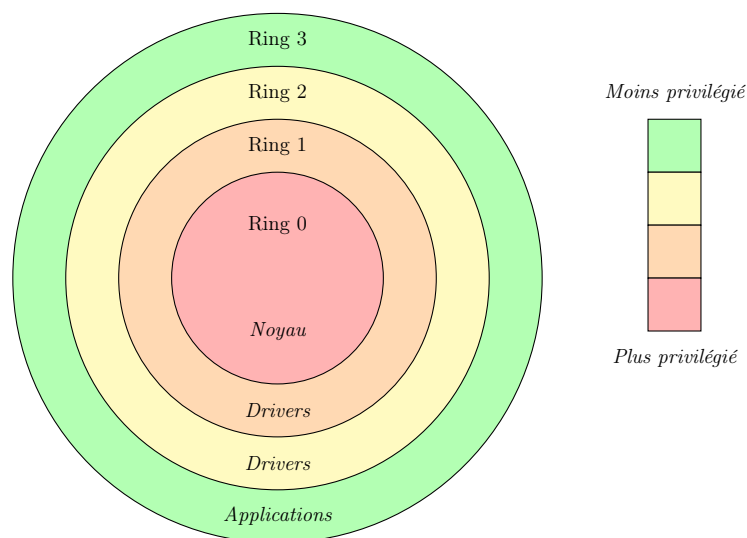 Ring 3
Ring 2
Ring 1
Ring 0
Noyau
Drivers
Drivers
Applications
Moins privilégié
Plus privilégié